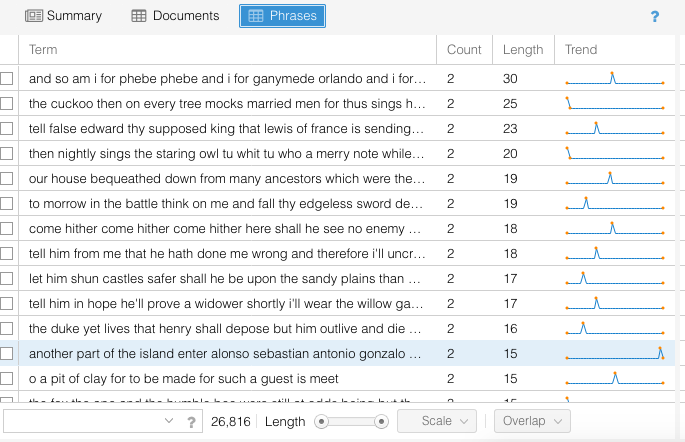 Summary Documents Phrases ?
Term Count Length Trend
and so am i for phebe phebe and i for ganymede orlando and i for... 2 30
the cuckoo then on every tree mocks married men for thus sings h... 2 25
tell false edward thy supposed king that lewis of france is sending... 2 23
then nightly sings the staring owl tu whit tu who a merry note while... 2 20
our house bequeathed down from many ancestors which were the... 2 19
to morrow in the battle think on me and fall thy edgeless sword de... 2 19
come hither come hither come hither here shall he see no enemy ... 2 18
tell him from me that he hath done me wrong and therefore i'll uncr... 2 18
let him shun castles safer shall he be upon the sandy plains than ... 2 17
tell him in hope he'll prove a widower shortly i'll wear the willow ga... 2 17
the duke yet lives that henry shall depose but him outlive and die ... 2 16
another part of the island enter alonso sebastian antonio gonzalo ... 2 15
o a pit of clay for to be made for such a guest is meet 2 15
? 26,816 Length Scale Overlap